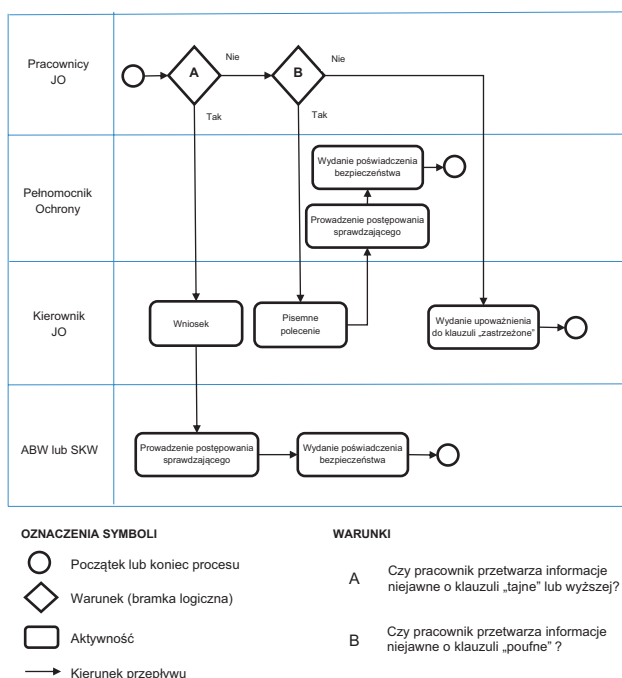 Pracownicy
JO
A
Nie
B
Nie
Tak
Tak
Pełnomocnik
Ochrony
Wydanie poświadczenia
bezpieczeństwa
Prowadzenie postępowania
sprawdzającego
Kierownik
JO
Wniosek
Pisemne
polecenie
Wydanie upoważnienia
do klauzuli „zastrzeżone”
ABW lub SKW
Prowadzenie postępowania
sprawdzającego
Wydanie poświadczenia
bezpieczeństwa
OZNACZENIA SYMBOLI
Początek lub koniec procesu
Warunek (bramka logiczna)
Aktywność
Kierunek przepływu
WARUNKI
A
Czy pracownik przetwarza informacje
niejawne o klauzuli „tajne” lub wyższej?
B
Czy pracownik przetwarza informacje
niejawne o klauzuli „poufne” ?